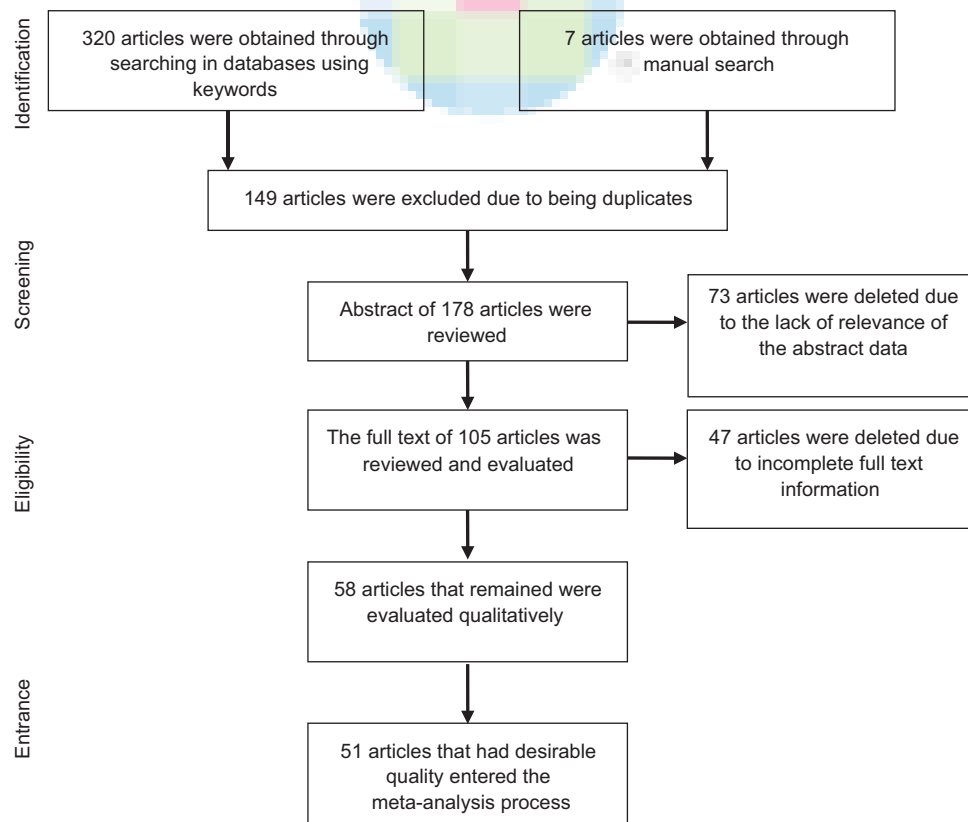 Identification
320 articles were obtained through
searching in databases using
keywords
7 articles were obtained through
manual search
149 articles were excluded due to being duplicates
Screening
Abstract of 178 articles were
reviewed
73 articles were deleted due
to the lack of relevance of
the abstract data
Eligibility
The full text of 105 articles was
reviewed and evaluated
47 articles were deleted due
to incomplete full text
information
58 articles that remained were
evaluated qualitatively
Entrance
51 articles that had desirable
quality entered the
meta-analysis process